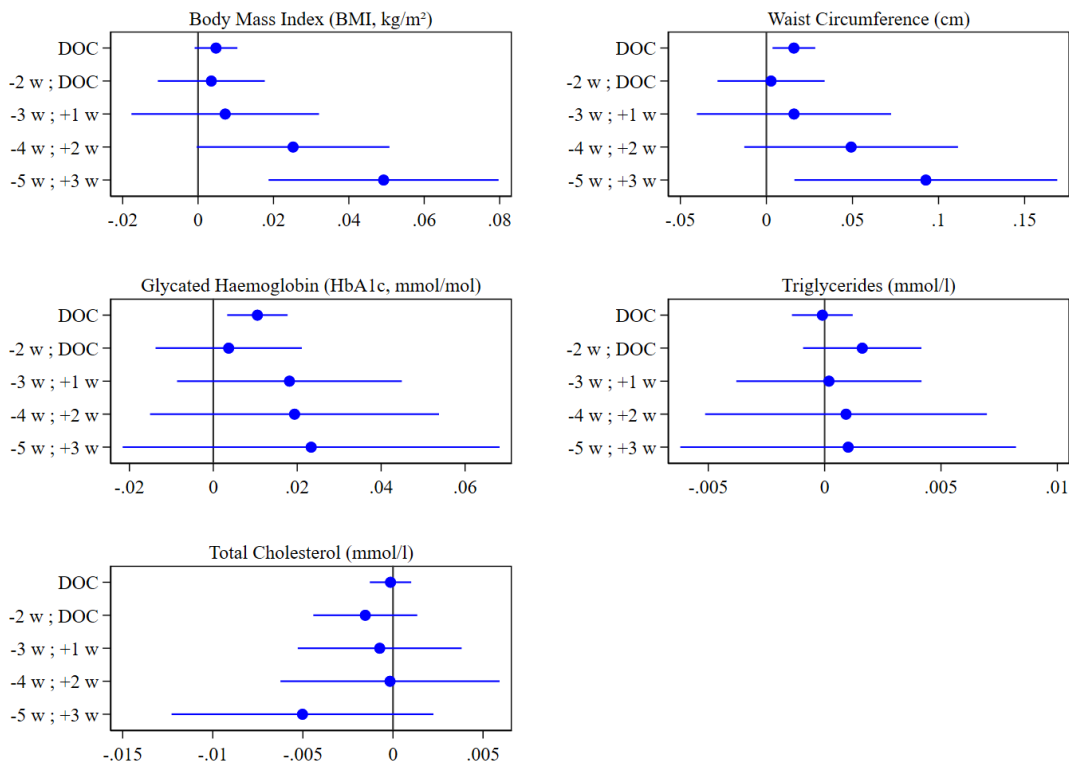 Body Mass Index (BMI, kg/m²)
DOC
-2 w ; DOC
-3 w ; +1 w
-4 w ; +2 w
-5 w ; +3 w
-.02 0 .02 .04 .06 .08
Waist Circumference (cm)
DOC
-2 w ; DOC
-3 w ; +1 w
-4 w ; +2 w
-5 w ; +3 w
-.05 0 .05 .1 .15
Glycated Haemoglobin (HbA1c, mmol/mol)
DOC
-2 w ; DOC
-3 w ; +1 w
-4 w ; +2 w
-5 w ; +3 w
-.02 0 .02 .04 .06
Triglycerides (mmol/l)
DOC
-2 w ; DOC
-3 w ; +1 w
-4 w ; +2 w
-5 w ; +3 w
-.005 0 .005 .01
Total Cholesterol (mmol/l)
DOC
-2 w ; DOC
-3 w ; +1 w
-4 w ; +2 w
-5 w ; +3 w
-.015 -.01 -.005 0 .005